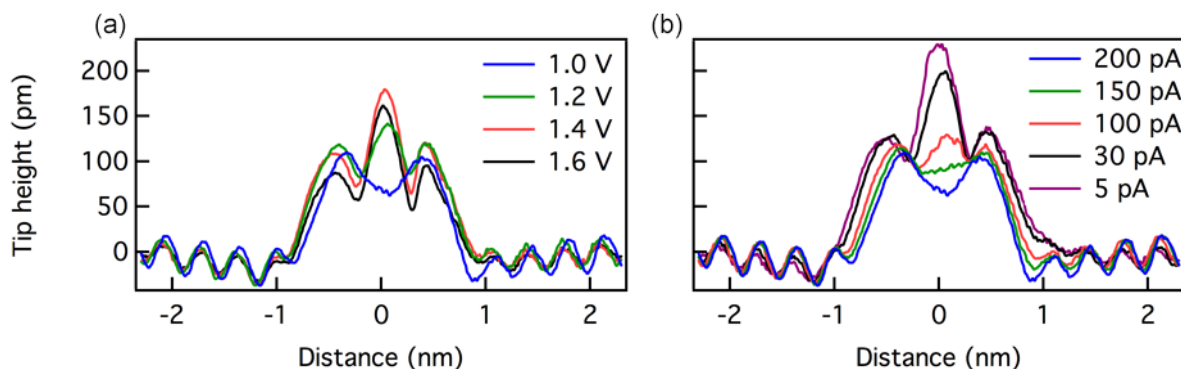 (a)
Tip height (pm)
200
150
100
50
0
1.0 V
1.2 V
1.4 V
1.6 V
-2 -1 0 1 2
Distance (nm)
(b)
200 pA
150 pA
100 pA
30 pA
5 pA
-2 -1 0 1 2
Distance (nm)